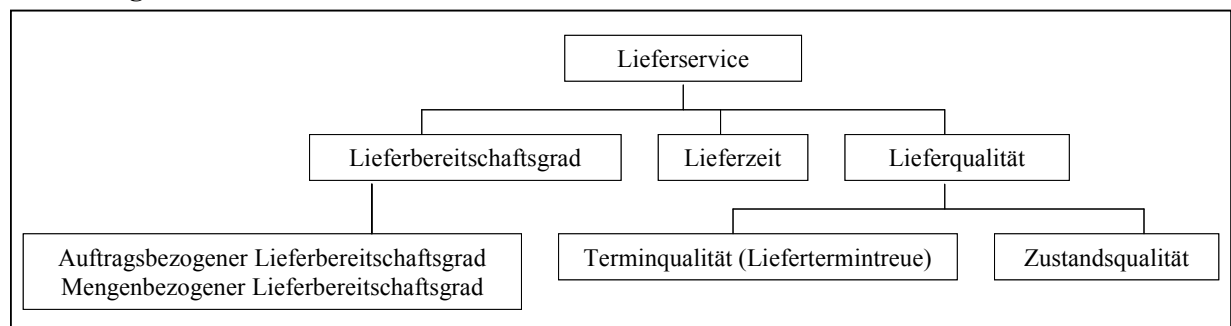 Lieferservice
Lieferbereitschaftsgrad
Lieferzeit
Lieferqualität
Auftragsbezogener Lieferbereitschaftsgrad
Mengenbezogener Lieferbereitschaftsgrad
Terminqualität (Liefertermintreue)
Zustandsqualität